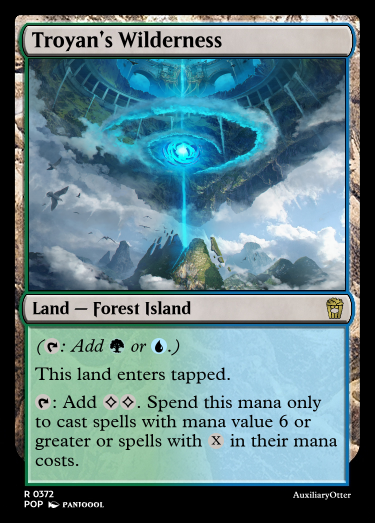 Troyan's Wilderness
Land — Forest Island
(: Add or .)
This land enters tapped.
: Add . Spend this mana only
to cast spells with mana value 6 or
greater or spells with X in their mana
costs.
R 0372
POP PANJOOOL
AuxiliaryOtter